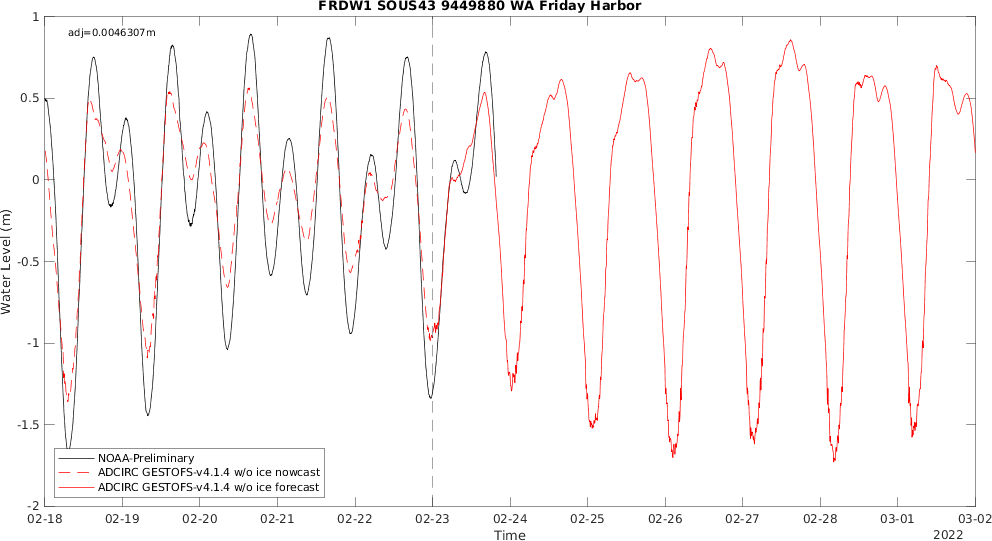 FRDW1 SOUS43 9449880 WA Friday Harbor
adj=0.0046307m
1
0.5
0
-0.5
-1
-1.5
-2
Water Level (m)
NOAA-Preliminary
ADCIRC GESTOFS-v4.1.4 w/o ice nowcast
ADCIRC GESTOFS-v4.1.4 w/o ice forecast
02-18 02-19 02-20 02-21 02-22 02-23 02-24 02-25 02-26 02-27 02-28 03-01 03-02
Time
2022